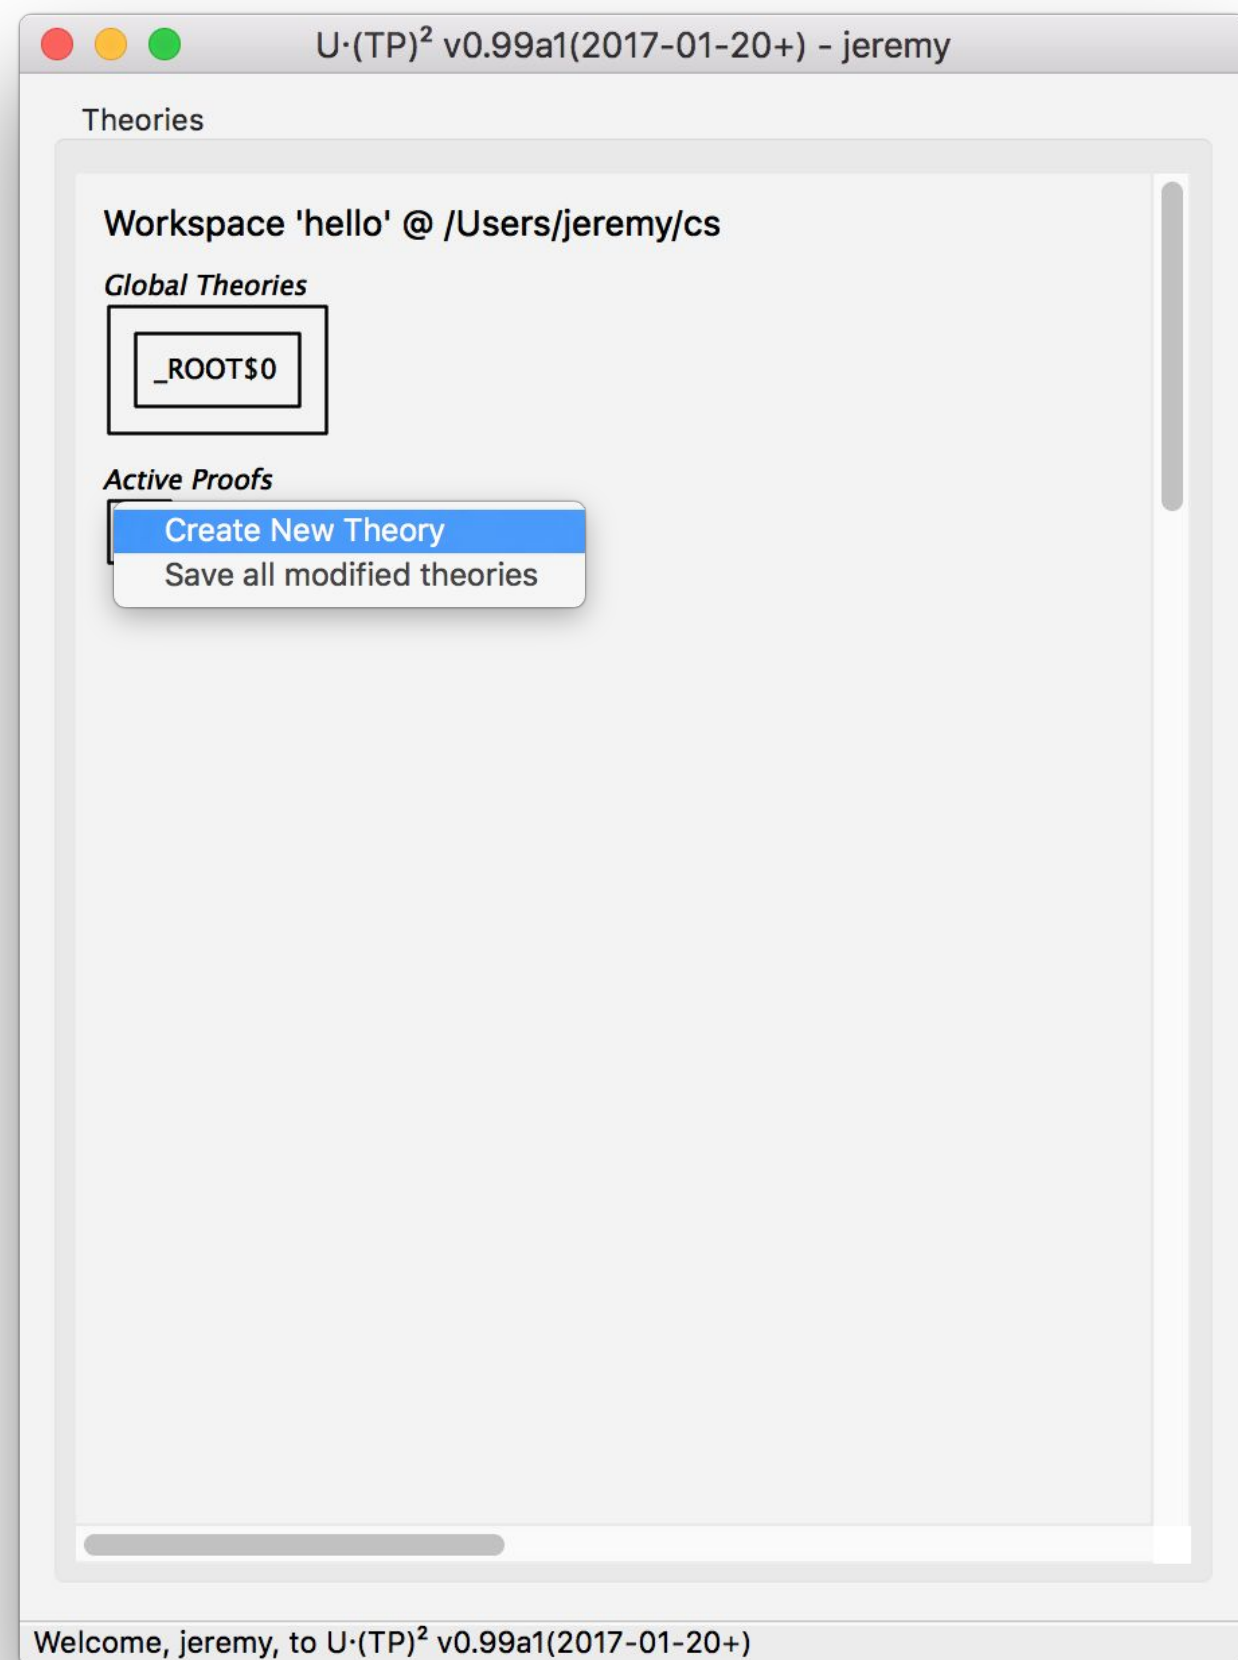 U·(TP)² v0.99a1(2017-01-20+) - jeremy
Theories
Workspace 'hello' @ /Users/jeremy/cs
Global Theories
_ROOT$0
Active Proofs
Create New Theory
Save all modified theories
Welcome, jeremy, to U·(TP)² v0.99a1(2017-01-20+)